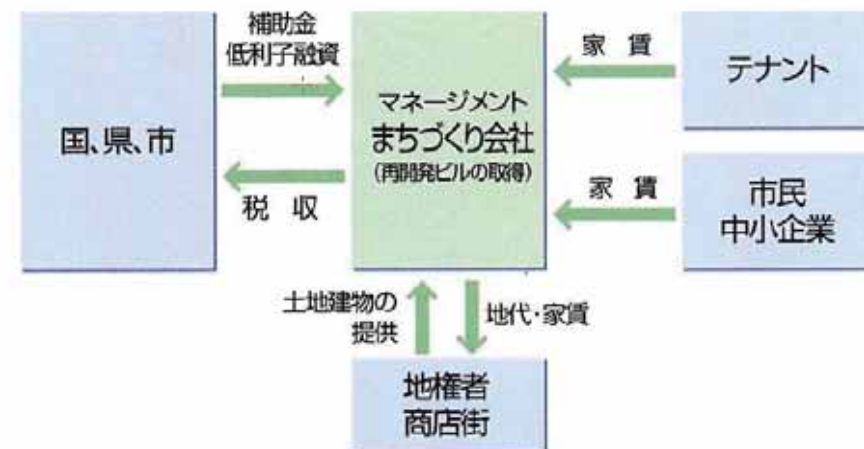 補助金
低利子融資
国、県、市
税 収
マネージメント
まちづくり会社
(再開発ビルの取得)
家 賃
テナント
家 賃
市民
中小企業
土地建物の
提供
地代・家賃
地権者
商店街